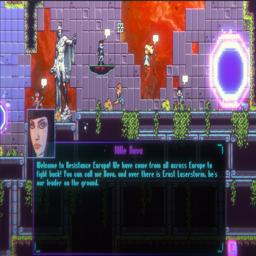 Mlle Nova
Welcome to Resistance Europa! We have come from all across Europe to
fight back! You can call me Nova, and over there is Ernst Laserstorm, he's
our leader on the ground.